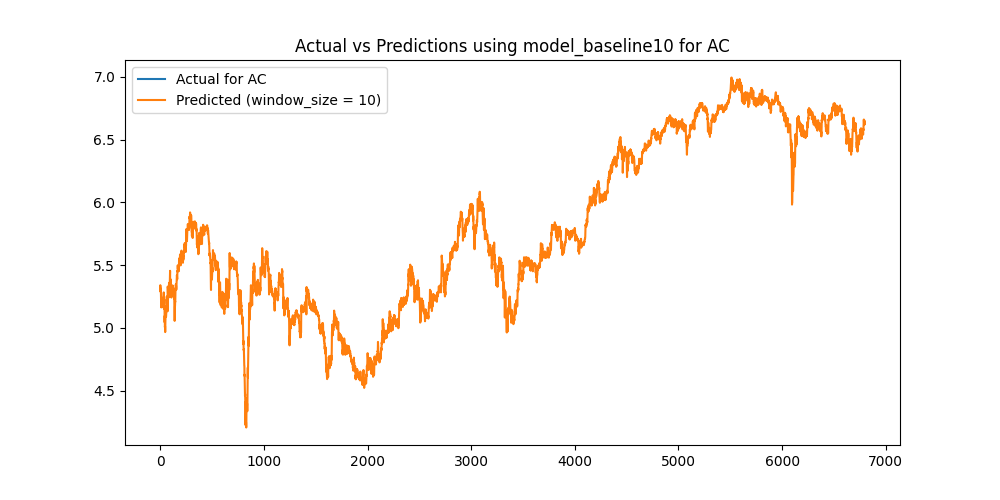 Actual vs Predictions using model_baseline10 for AC
Actual for AC
Predicted (window_size = 10)
7.0
6.5
6.0
5.5
5.0
4.5
0 1000 2000 3000 4000 5000 6000 7000